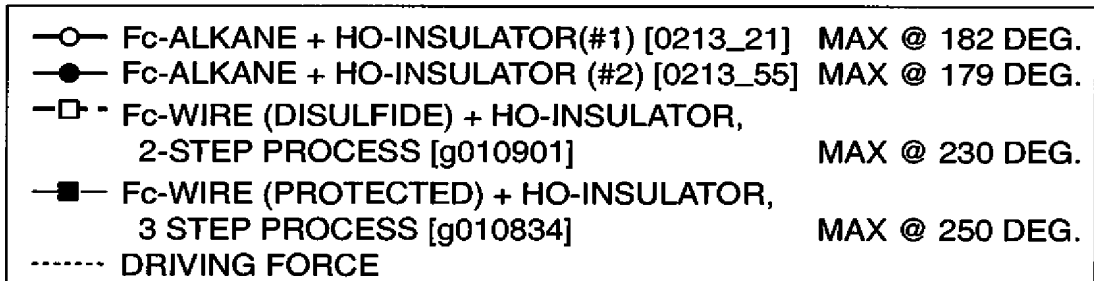 Fc-ALKANE + HO-INSULATOR(#1) [0213_21] MAX @ 182 DEG.
Fc-ALKANE + HO-INSULATOR (#2) [0213_55] MAX @ 179 DEG.
Fc-WIRE (DISULFIDE) + HO-INSULATOR,
2-STEP PROCESS [g010901] MAX @ 230 DEG.
Fc-WIRE (PROTECTED) + HO-INSULATOR,
3 STEP PROCESS [g010834] MAX @ 250 DEG.
DRIVING FORCE